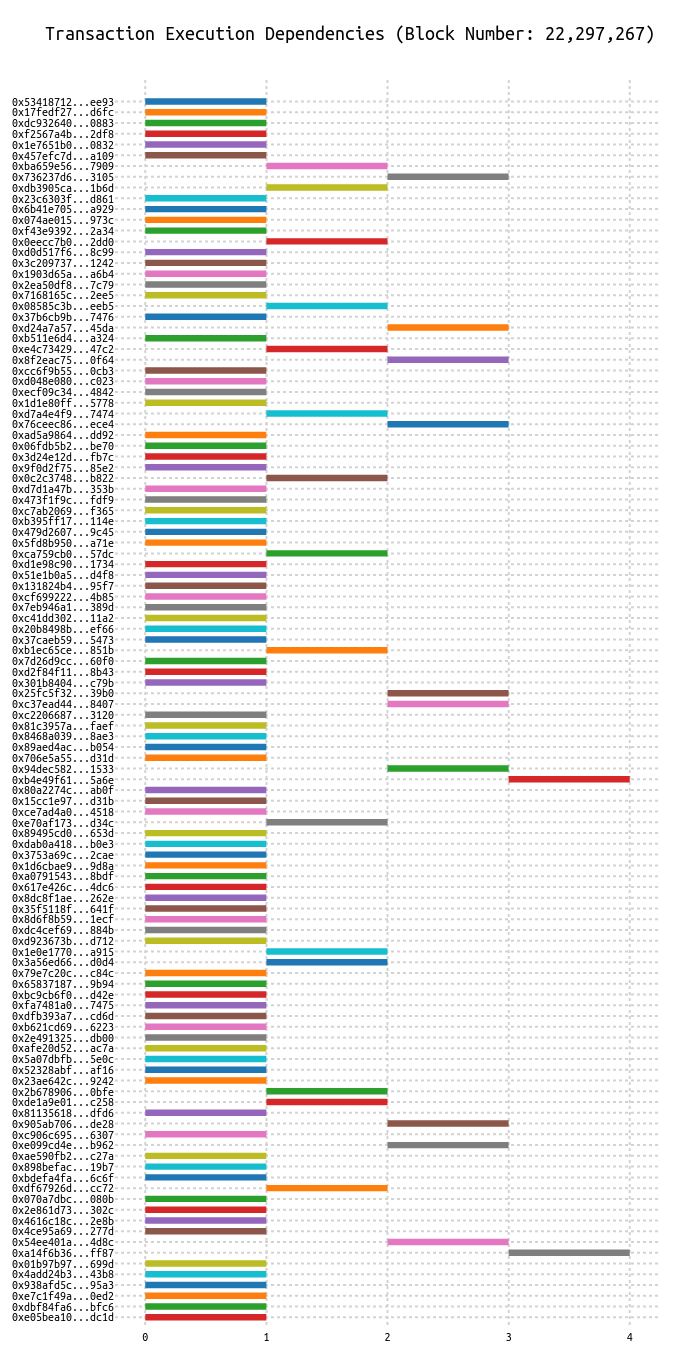 Transaction Execution Dependencies (Block Number: 22,297,267)
0x53418712...ee93
0x17fedf27...d6fc
0xdc932640...0883
0xf2567a4b...2df8
0x1e7651b0...0832
0x457efc7d...a109
0xba659e56...7909
0x736237d6...3105
0xdb3905ca...1b6d
0x23c6303f...d861
0x6b41e705...a929
0x074ae015...973c
0xf43e9392...2a34
0x0eecc7b0...2dd0
0xd0d517f6...8c99
0x3c209737...1242
0x1903d65a...a6b4
0x2ea50df8...7c79
0x7168165c...2ee5
0x08585c3b...eeb5
0x37b6cb9b...7476
0xd24a7a57...45da
0xb511e6d4...a324
0xe4c73429...47c2
0x8f2eac75...0f64
0xcc6f9b55...0cb3
0xd048e080...c023
0xecf09c34...4842
0x1d1e80ff...5778
0xd7a4e4f9...7474
0x76ceec86...ece4
0xad5a9864...dd92
0x06fdb5b2...be70
0x3d24e12d...fb7c
0x9f0d2f75...85e2
0x0c2c3748...b822
0xd7d1a47b...353b
0x473f1f9c...fdf9
0xc7ab2069...f365
0xb395ff17...114e
0x479d2607...9c45
0x5fd8b950...a71e
0xca759cb0...57dc
0xd1e98c90...1734
0x51e1b0a5...d4f8
0x131824b4...95f7
0xcf699222...4b85
0x7eb946a1...389d
0xc41dd302...11a2
0x20b8498b...ef66
0x37caeb59...5473
0xb1ec65ce...851b
0x7d26d9cc...60f0
0xd2f84f11...8b43
0x301b8404...c79b
0x25fc5f32...39b0
0xc37ead44...8407
0xc2206687...3120
0x81c3957a...faef
0x8468a039...8ae3
0x89aed4ac...b054
0x706e5a55...d31d
0x94dec582...1533
0xb4e49f61...5a6e
0x80a2274c...ab0f
0x15cc1e97...d31b
0xce7ad4a0...4518
0xe70af173...d34c
0x89495cd0...653d
0xdab0a418...b0e3
0x3753a69c...2cae
0x1d6cbae9...9d8a
0xa0791543...8bdf
0x617e426c...4dc6
0x8dc8f1ae...262e
0x35f5118f...641f
0x8d6f8b59...1ecf
0xdc4cef69...884b
0xd923673b...d712
0x1e0e1770...a915
0x3a56ed66...d0d4
0x79e7c20c...c84c
0x65837187...9b94
0xbc9cb6f0...d42e
0xfa7481a0...7475
0xdfb393a7...cd6d
0xb621cd69...6223
0x2e491325...db00
0xafe20d52...ac7a
0x5a07dbfb...5e0c
0x52328abf...af16
0x23ae642c...9242
0x2b678906...0bfe
0xde1a9e01...c258
0x81135618...dfd6
0x905ab706...de28
0xc906c695...6307
0xe099cd4e...b962
0xae590fb2...c27a
0x898befac...19b7
0xbdefa4fa...6c6f
0xdf67926d...cc72
0x070a7dbc...080b
0x2e861d73...302c
0x4616c18c...2e8b
0x4ce95a69...277d
0x54ee401a...4d8c
0xa14f6b36...ff87
0x01b97b97...699d
0x4add24b3...43b8
0x938afd5c...95a3
0xe7c1f49a...0ed2
0xdbf84fa6...bfc6
0xe05bea10...dc1d
0 1 2 3 4